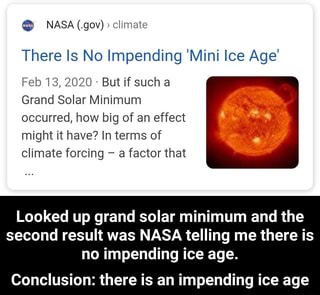 NASA (.gov) › climate
There Is No Impending 'Mini Ice Age'
Feb 13, 2020 · But if such a
Grand Solar Minimum
occurred, how big of an effect
might it have? In terms of
climate forcing – a factor that
...
Looked up grand solar minimum and the
second result was NASA telling me there is
no impending ice age.
Conclusion: there is an impending ice age